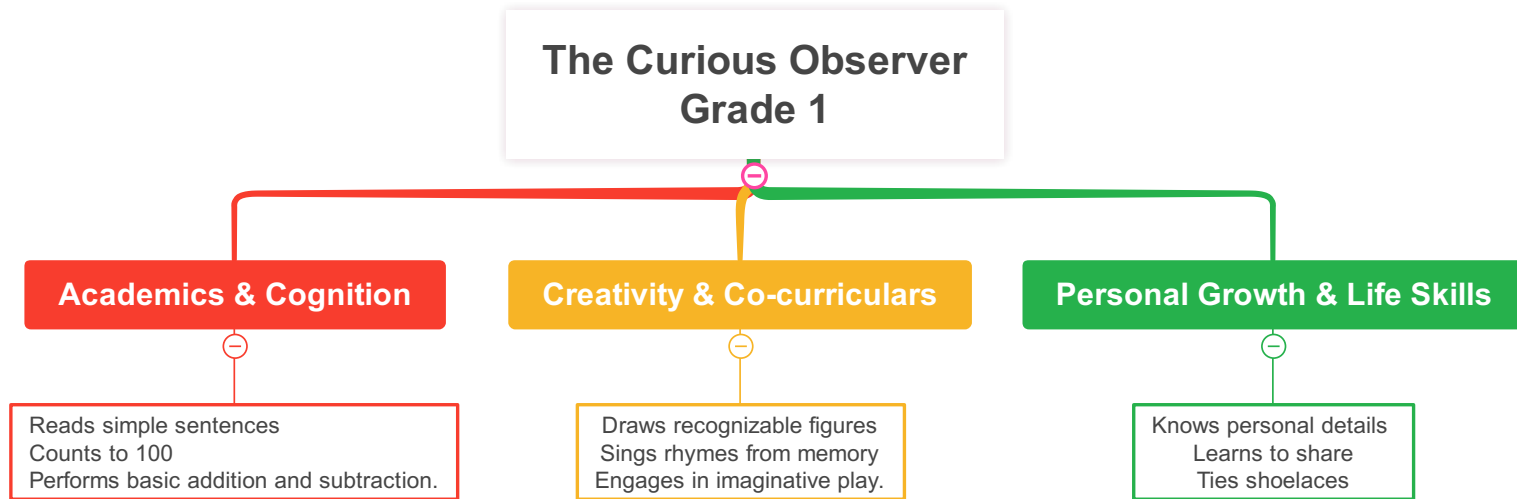 The Curious Observer
Grade 1
Academics & Cognition
Reads simple sentences
Counts to 100
Performs basic addition and subtraction.
Creativity & Co-curriculars
Draws recognizable figures
Sings rhymes from memory
Engages in imaginative play.
Personal Growth & Life Skills
Knows personal details
Learns to share
Ties shoelaces